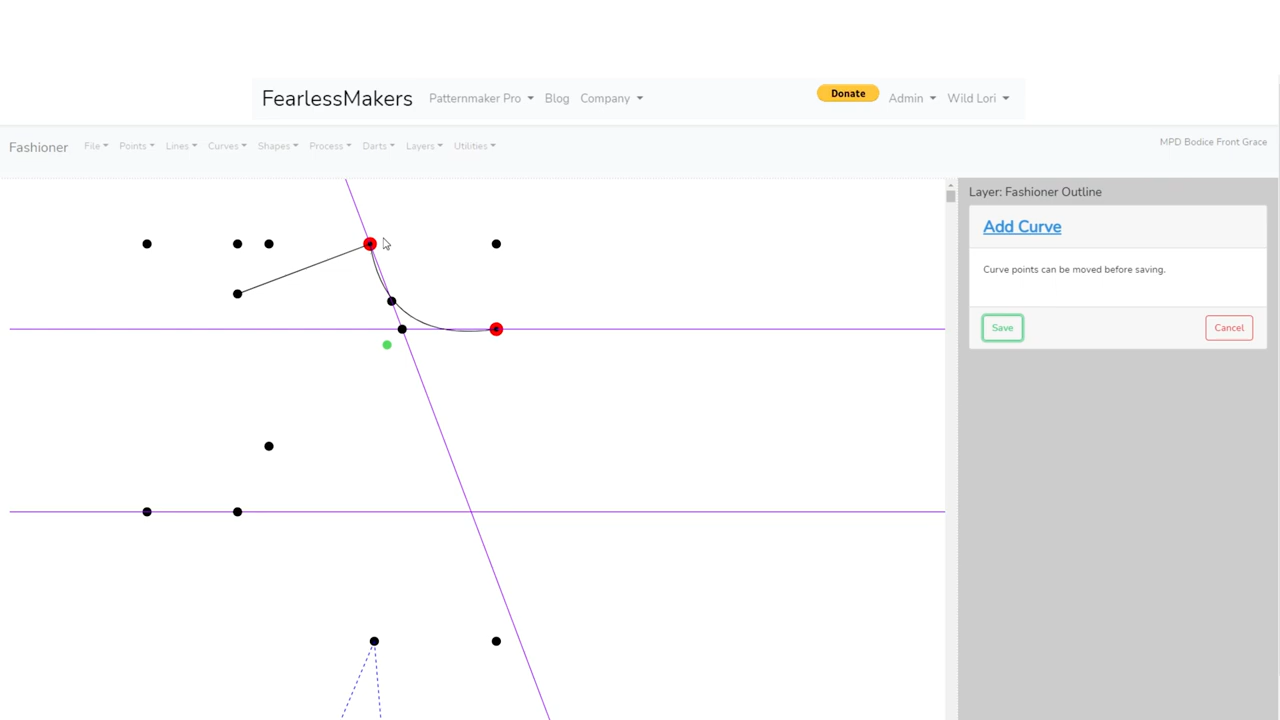 FearlessMakers Patternmaker Pro Blog Company Donate Admin Wild Lori
Fashioner File Points Lines Curves Shapes Process Darts Layers Utilities MPD Bodice Front Grace
Layer: Fashioner Outline
Add Curve
Curve points can be moved before saving.
Save Cancel